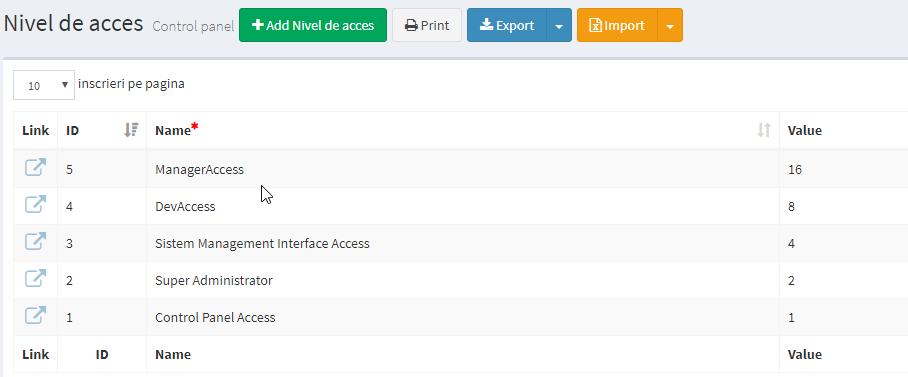 Nivel de acces Control panel Add Nivel de acces Print Export Import
10 inscrieri pe pagina
Link ID Name* Value
5 ManagerAccess 16
4 DevAccess 8
3 Sistem Management Interface Access 4
2 Super Administrator 2
1 Control Panel Access 1
Link ID Name Value